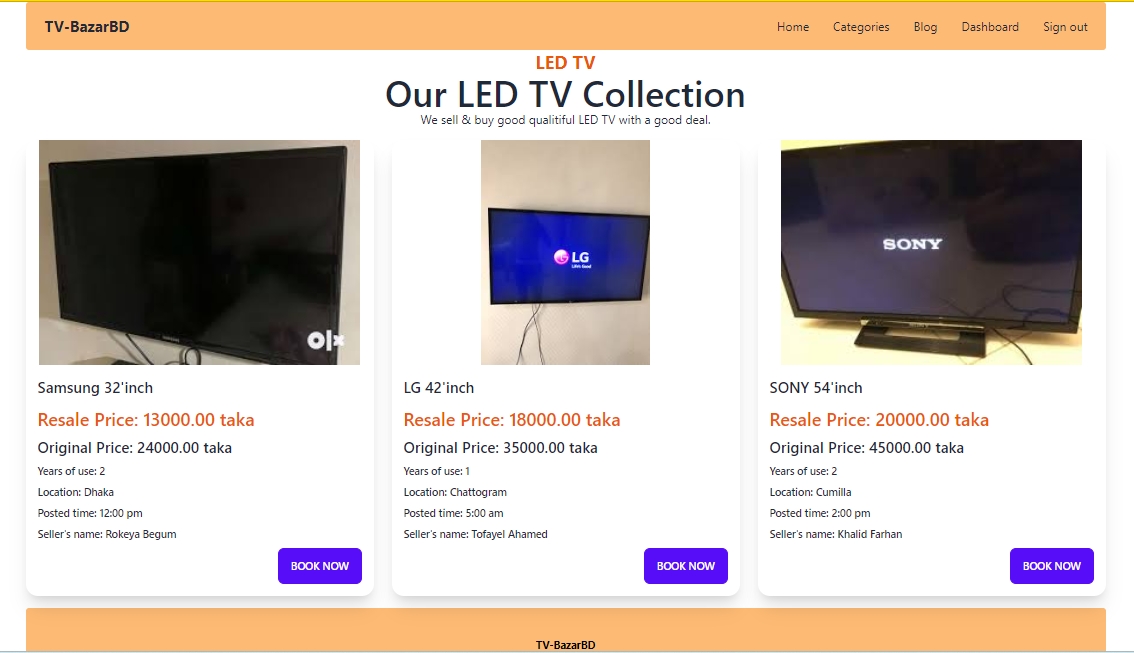 TV-BazarBD
Home Categories Blog Dashboard Sign out
LED TV
Our LED TV Collection
We sell & buy good qualitiful LED TV with a good deal.
olx
LG
Life's Good
SONY
Samsung 32'inch
Resale Price: 13000.00 taka
Original Price: 24000.00 taka
Years of use: 2
Location: Dhaka
Posted time: 12:00 pm
Seller's name: Rokeya Begum
BOOK NOW
LG 42'inch
Resale Price: 18000.00 taka
Original Price: 35000.00 taka
Years of use: 1
Location: Chattogram
Posted time: 5:00 am
Seller's name: Tofayel Ahamed
BOOK NOW
SONY 54'inch
Resale Price: 20000.00 taka
Original Price: 45000.00 taka
Years of use: 2
Location: Cumilla
Posted time: 2:00 pm
Seller's name: Khalid Farhan
BOOK NOW
TV-BazarBD